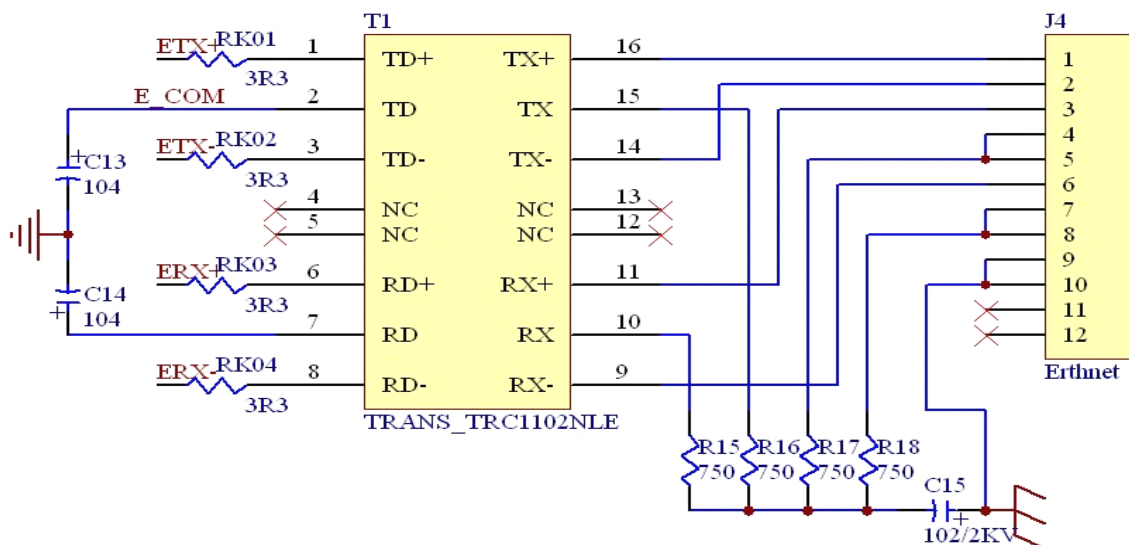 T1
J4
ETX+ RK01 1 TD+ TX+ 16 1
3R3
2
E_COM 2 TD TX 15 3
4
ETX- RK02 3 TD- TX- 14 5
C13
3R3
104
6
4 NC NC 13 7
5 NC NC 12 8
9
ERX+ RK03 6 RD+ RX+ 11 10
C14
3R3
104
11
7 RD RX 10 12
ERX- RK04 8 RD- RX- 9 Erthnet
3R3
TRANS_TRC1102NLE
R15 R16 R17 R18
750 750 750 750
C15
102/2KV
+
+
+